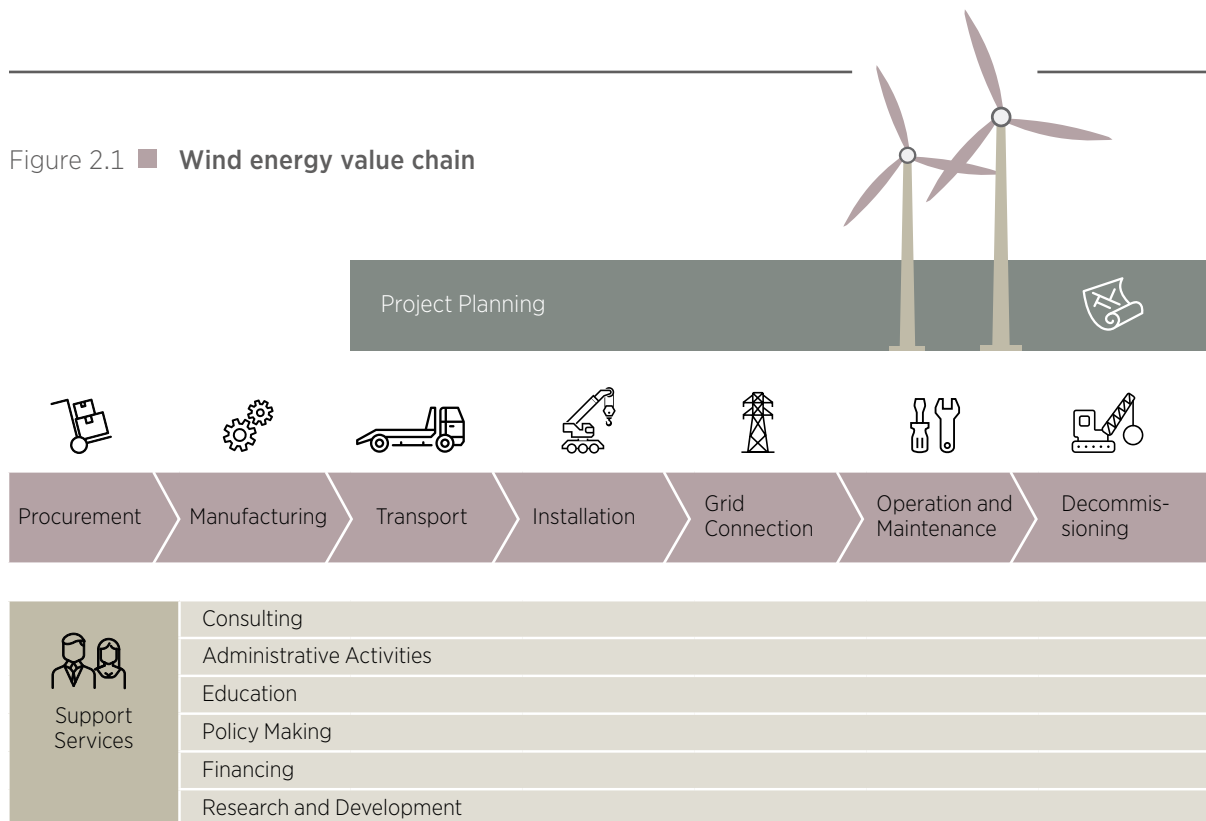 Figure 2.1 Wind energy value chain
Project Planning
Procurement
Manufacturing
Transport
Installation
Grid
Connection
Operation and
Maintenance
Decommis-
sioning
Support
Services
Consulting
Administrative Activities
Education
Policy Making
Financing
Research and Development